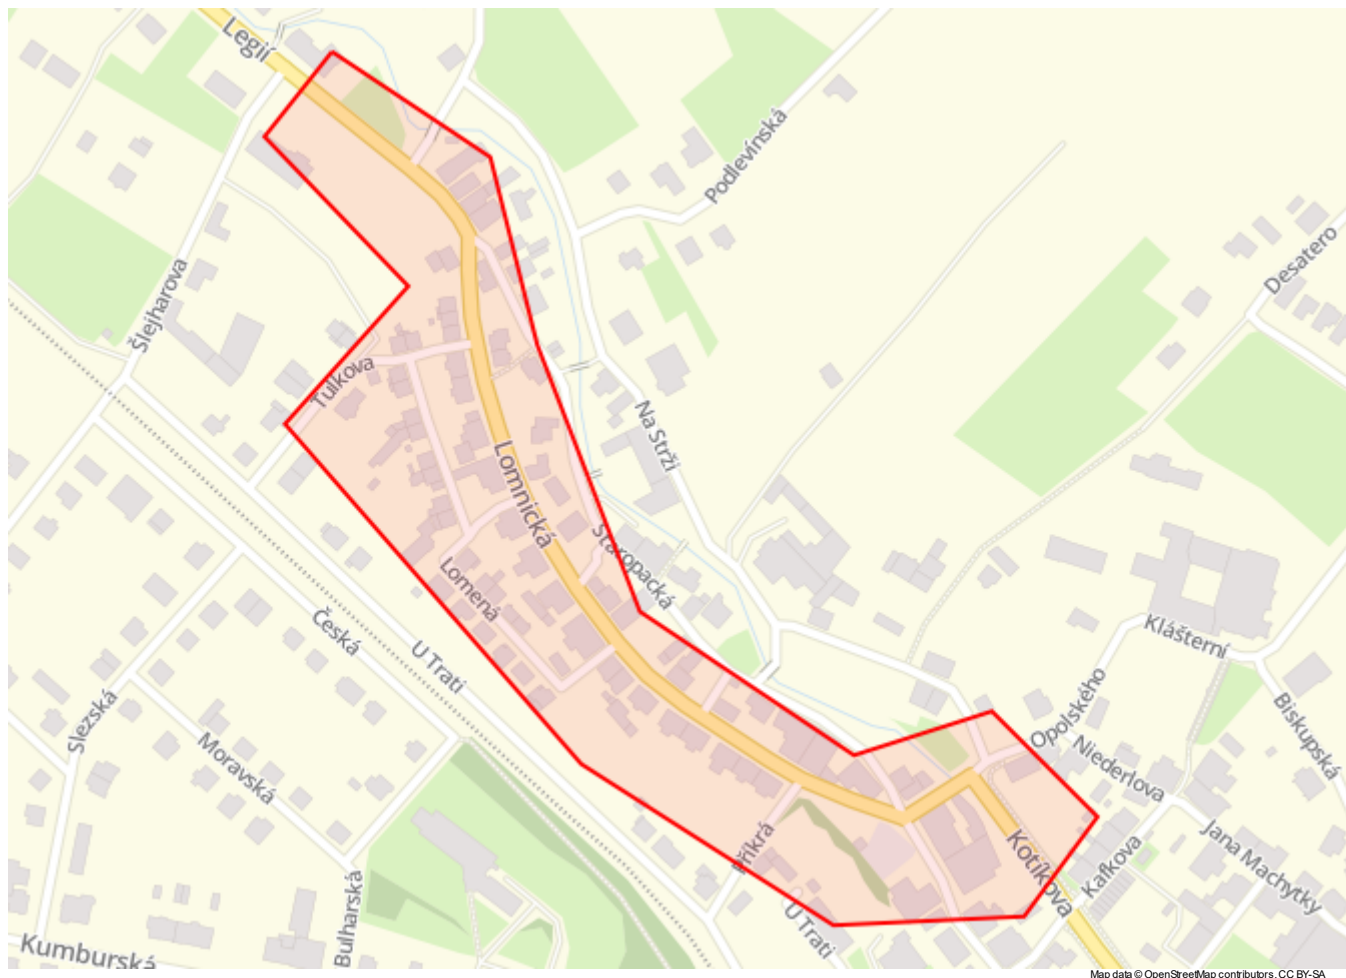 Legií
Podlevínská
Desatero
Šlejharova
Tulkova
Na Strži
Lomnická
Staropacká
Lomená
Česká
U Trati
Klášterní
Slezská
Moravská
Opolského
Biskupská
Niederlova
Příkrá
Kotíkova
Kafkova
Jana Machytky
Bulharská
U Trati
Kumburská
Map data © OpenStreetMap contributors, CC BY-SA